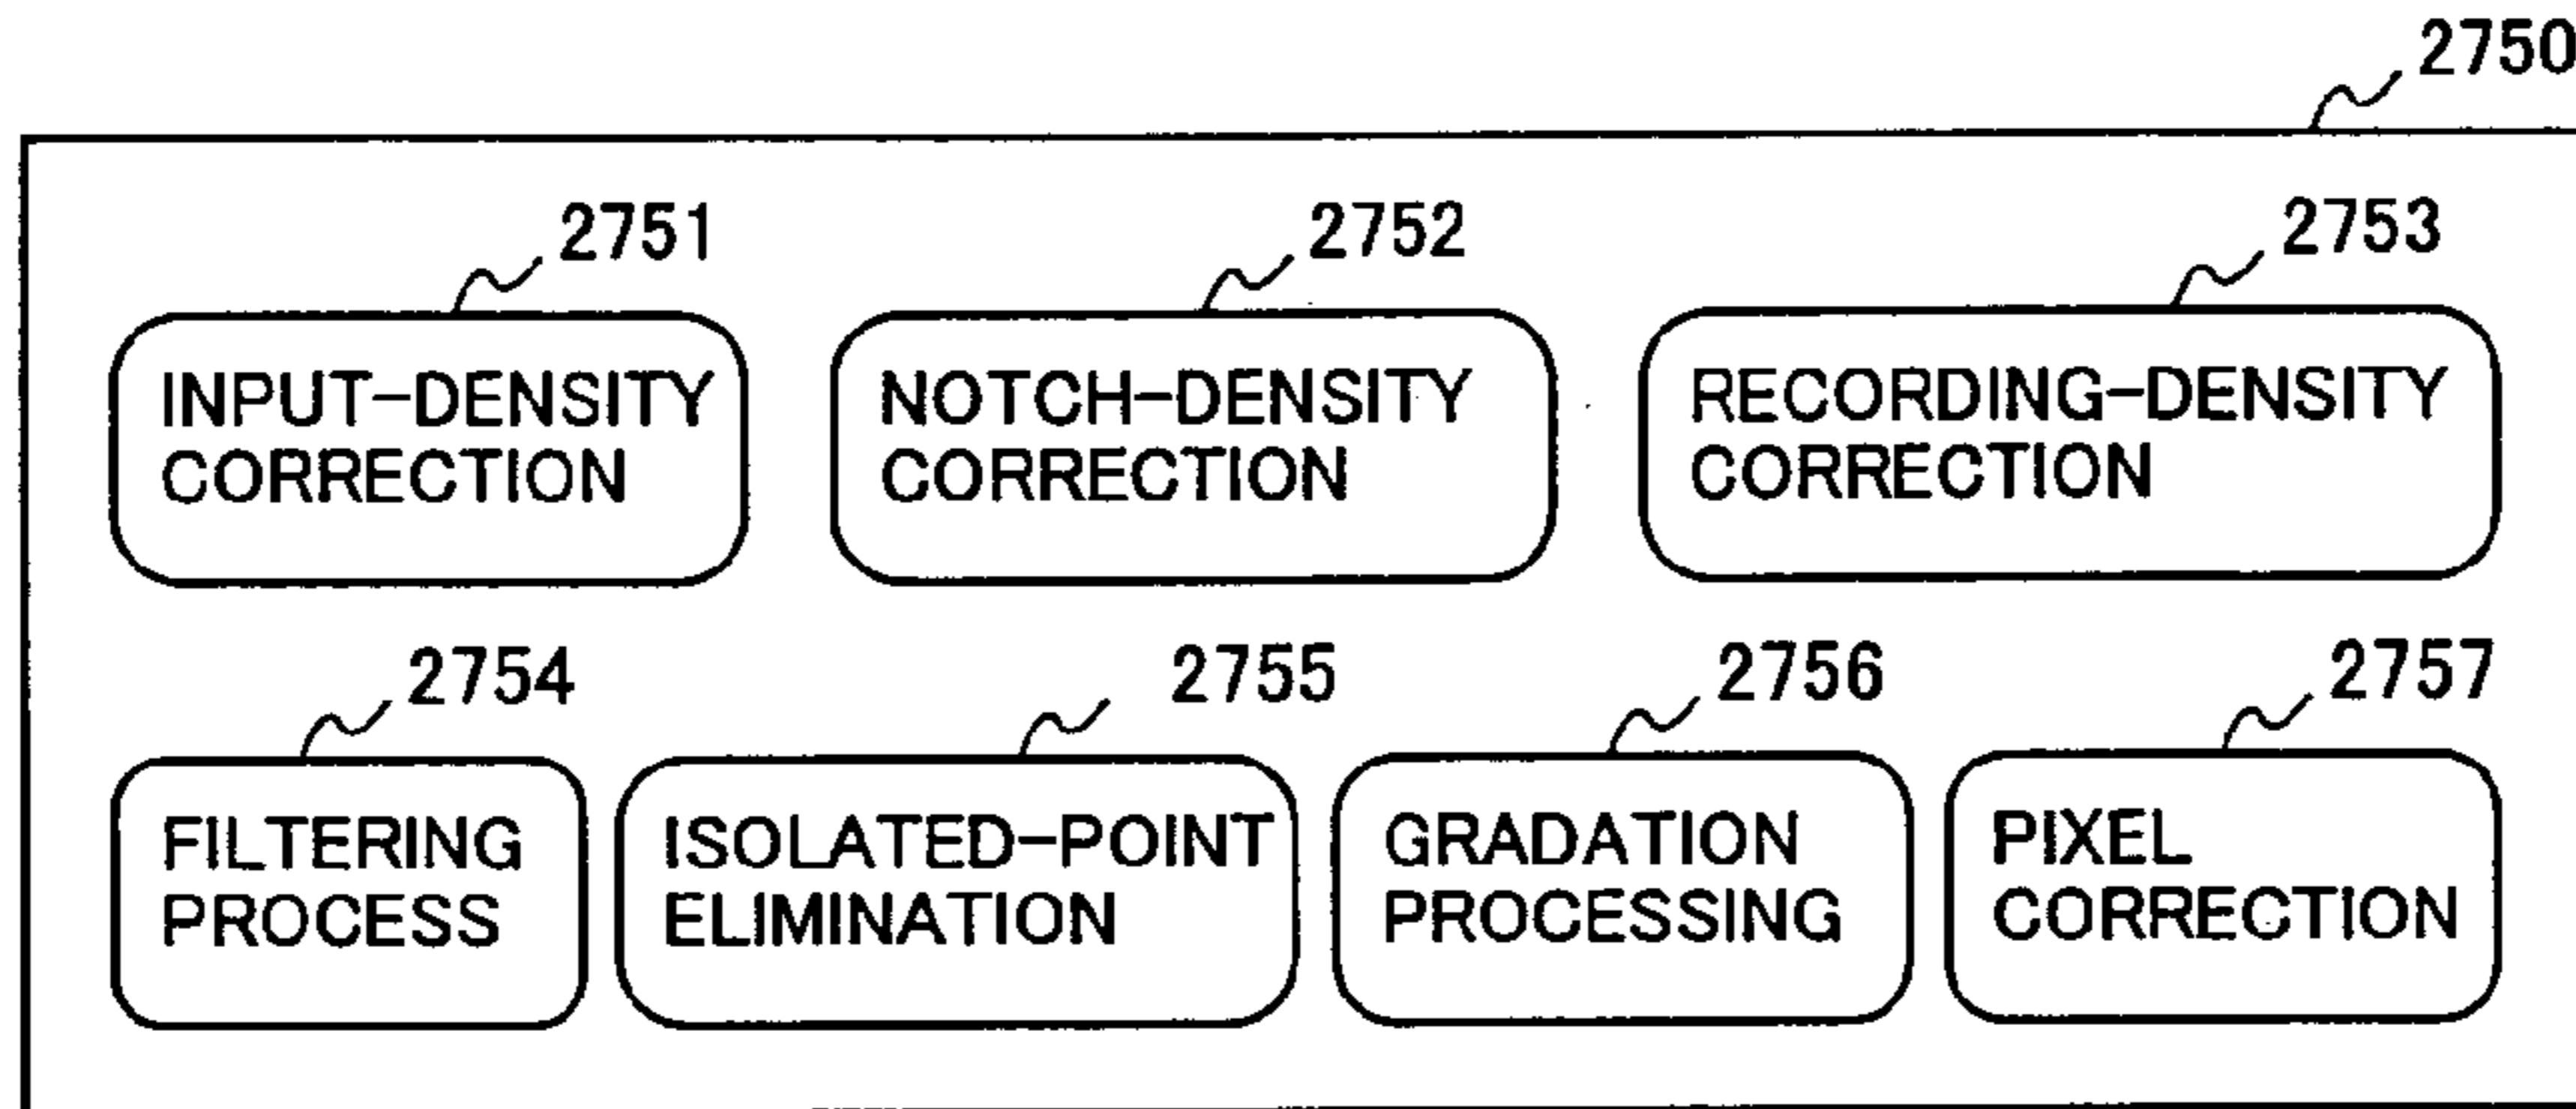 2750
2751
2752
2753
INPUT-DENSITY
CORRECTION
NOTCH-DENSITY
CORRECTION
RECORDING-DENSITY
CORRECTION
2754
2755
2756
2757
FILTERING
PROCESS
ISOLATED-POINT
ELIMINATION
GRADATION
PROCESSING
PIXEL
CORRECTION